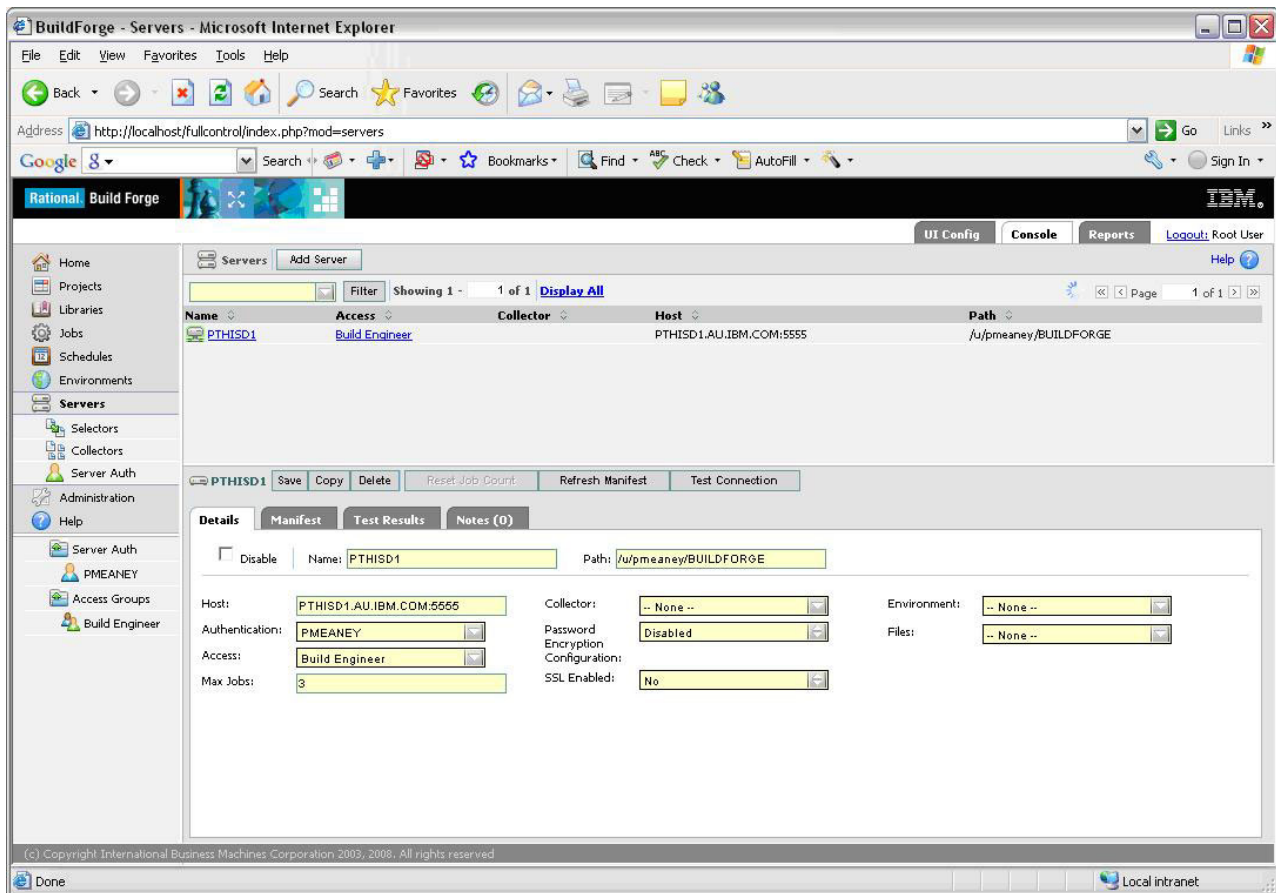 BuildForge - Servers - Microsoft Internet Explorer
File Edit View Favorites Tools Help
Back Search Favorites
Address http://localhost/fullcontrol/index.php?mod=servers Go Links »
Google Search Bookmarks Find ABC Check AutoFill Sign In
Rational. Build Forge IBM.
UI Config Console Reports Logout: Root User
Home
Projects
Libraries
Jobs
Schedules
Environments
Servers
Selectors
Collectors
Server Auth
Administration
Help
Server Auth
PMEANEY
Access Groups
Build Engineer
Servers Add Server Help
Filter Showing 1 - 1 of 1 Display All Page 1 of 1
Name Access Collector Host Path
PTHISD1 Build Engineer PTHISD1.AU.IBM.COM:5555 /u/pmeaney/BUILDFORGE
PTHISD1 Save Copy Delete Reset Job Count Refresh Manifest Test Connection
Details Manifest Test Results Notes (0)
Disable Name: PTHISD1 Path: /u/pmeaney/BUILDFORGE
Host: PTHISD1.AU.IBM.COM:5555 Collector: -- None -- Environment: -- None --
Authentication: PMEANEY Password Encryption Configuration: Disabled Files: -- None --
Access: Build Engineer
Max Jobs: 3 SSL Enabled: No
(c) Copyright International Business Machines Corporation 2003, 2008. All rights reserved
Done Local intranet